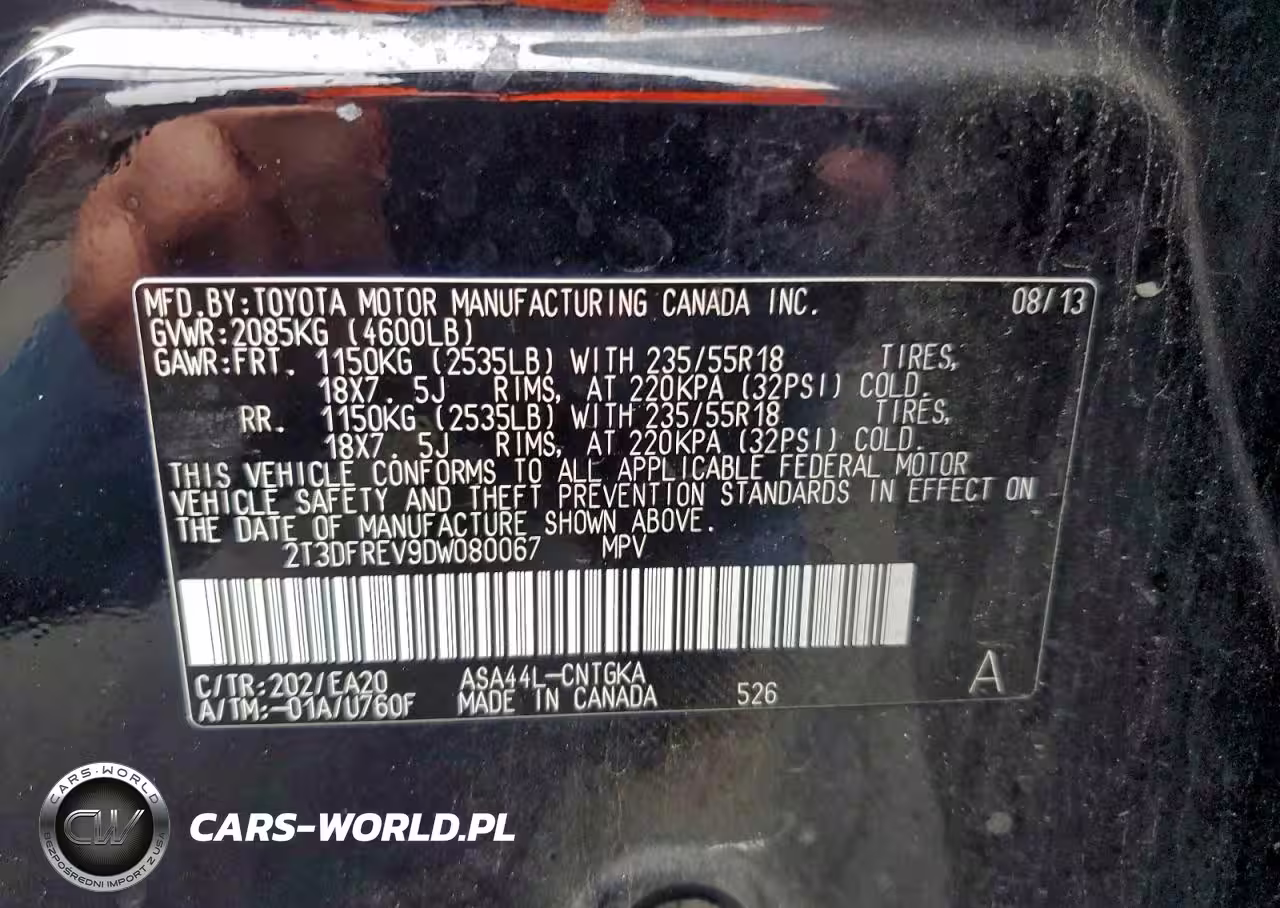 MFD.BY:TOYOTA MOTOR MANUFACTURING CANADA INC. 08/13
GVWR:2085KG (4600LB)
GAWR:FRT. 1150KG (2535LB) WITH 235/55R18 TIRES,
18X7.5J RIMS, AT 220KPA (32PSI) COLD.
RR. 1150KG (2535LB) WITH 235/55R18 TIRES,
18X7.5J RIMS, AT 220KPA (32PSI) COLD.
THIS VEHICLE CONFORMS TO ALL APPLICABLE FEDERAL MOTOR
VEHICLE SAFETY AND THEFT PREVENTION STANDARDS IN EFFECT ON
THE DATE OF MANUFACTURE SHOWN ABOVE.
2T3DFREV9DW080067 MPV
C/TR:202/EA20 ASA44L-CNTGKA
A/TM:-01A/U760F MADE IN CANADA 526 A
CARS-WORLD
CW
BEZPOŚREDNI IMPORT Z USA
CARS-WORLD.PL